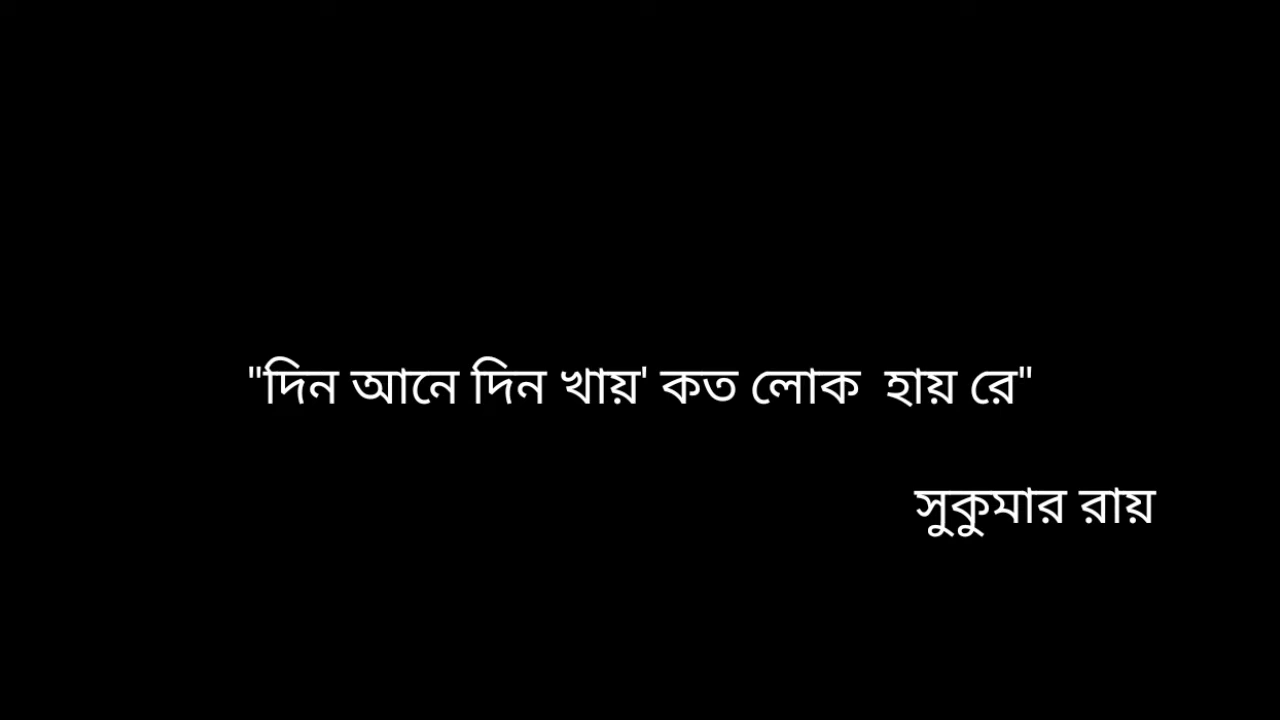 "দিন আনে দিন খায়' কত লোক  হায় রে"
সুকুমার রায়